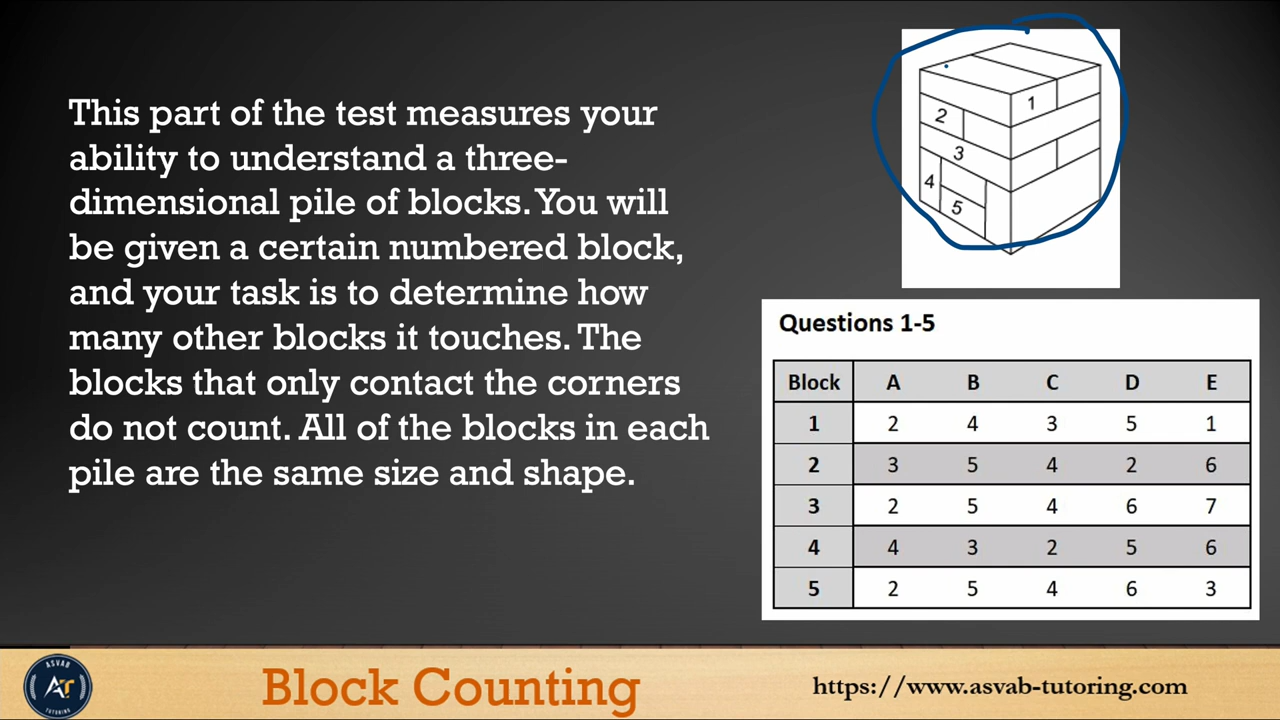 This part of the test measures your
ability to understand a three-
dimensional pile of blocks. You will
be given a certain numbered block,
and your task is to determine how
many other blocks it touches. The
blocks that only contact the corners
do not count. All of the blocks in each
pile are the same size and shape.
1
2
3
4
5
Questions 1-5
Block A B C D E
1 2 4 3 5 1
2 3 5 4 2 6
3 2 5 4 6 7
4 4 3 2 5 6
5 2 5 4 6 3
ASVAB
AT
TUTORING
Block Counting
https://www.asvab-tutoring.com